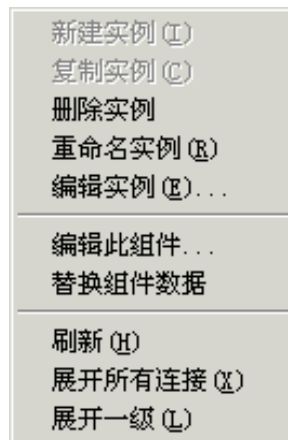 新建实例(I)
复制实例(C)
删除实例
重命名实例(R)
编辑实例(E)...
编辑此组件...
替换组件数据
刷新(H)
展开所有连接(X)
展开一级(L)